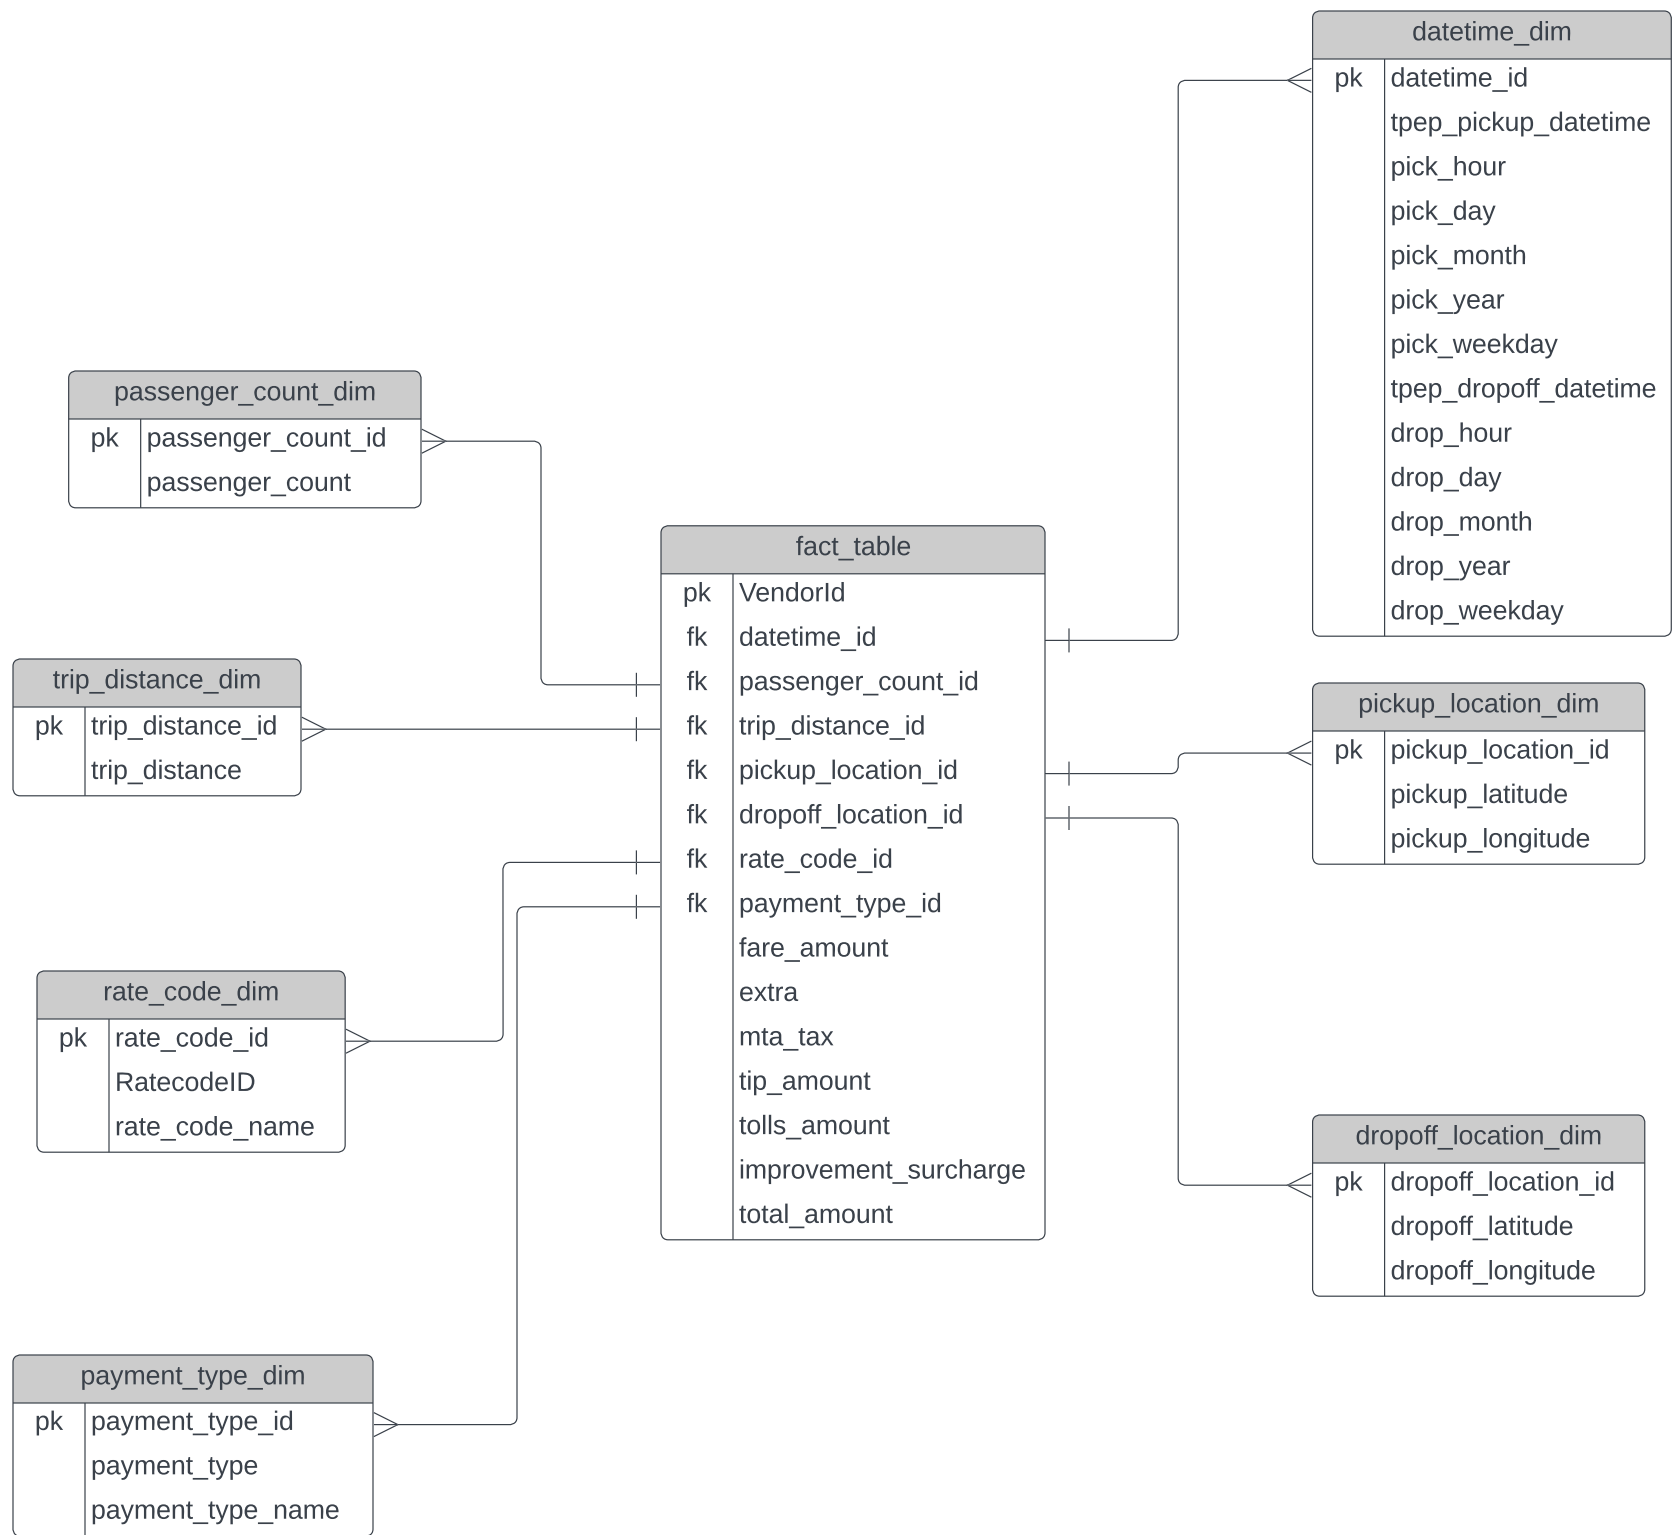 datetime_dim
pk datetime_id
tpep_pickup_datetime
pick_hour
pick_day
pick_month
pick_year
pick_weekday
tpep_dropoff_datetime
drop_hour
drop_day
drop_month
drop_year
drop_weekday
passenger_count_dim
pk passenger_count_id
passenger_count
fact_table
pk VendorId
fk datetime_id
fk passenger_count_id
fk trip_distance_id
fk pickup_location_id
fk dropoff_location_id
fk rate_code_id
fk payment_type_id
fare_amount
extra
mta_tax
tip_amount
tolls_amount
improvement_surcharge
total_amount
trip_distance_dim
pk trip_distance_id
trip_distance
pickup_location_dim
pk pickup_location_id
pickup_latitude
pickup_longitude
rate_code_dim
pk rate_code_id
RatecodeID
rate_code_name
dropoff_location_dim
pk dropoff_location_id
dropoff_latitude
dropoff_longitude
payment_type_dim
pk payment_type_id
payment_type
payment_type_name